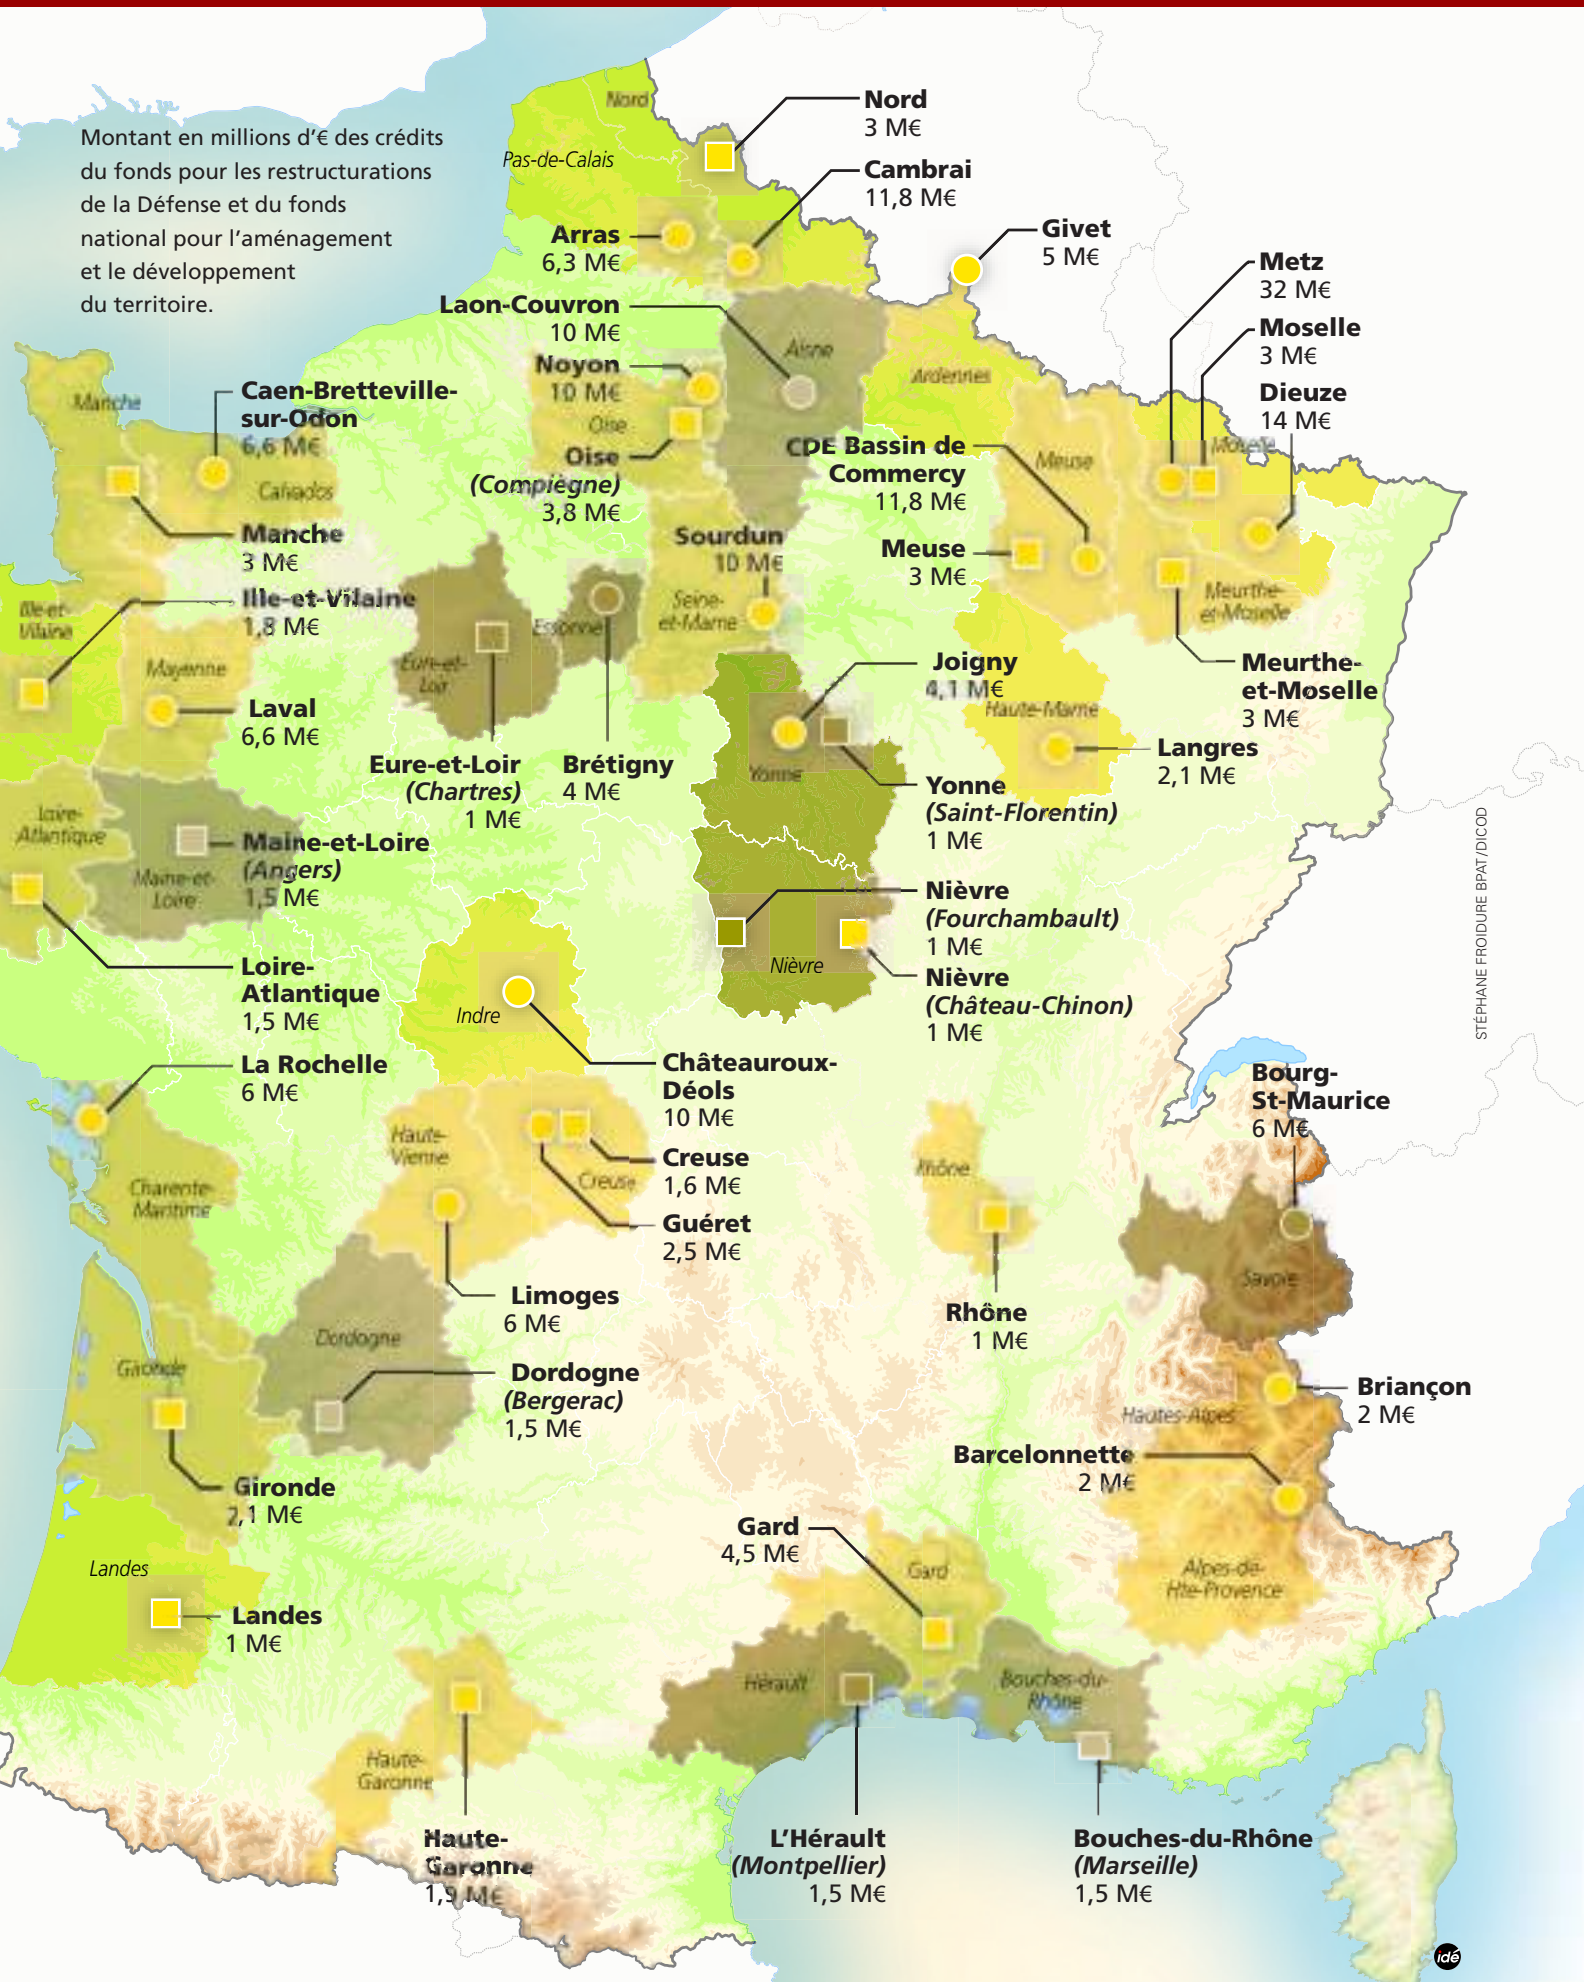 Montant en millions d'€ des crédits
du fonds pour les restructurations
de la Défense et du fonds
national pour l'aménagement
et le développement
du territoire.
Nord
Pas-de-Calais
Nord
3 M€
Cambrai
11,8 M€
Arras
6,3 M€
Givet
5 M€
Metz
32 M€
Moselle
3 M€
Dieuze
14 M€
Laon-Couvron
10 M€
Aisne
Noyon
10 M€
Oise
Oise
(Compiègne)
3,8 M€
Ardennes
Manche
Caen-Bretteville-
sur-Odon
6,6 M€
Calvados
Manche
3 M€
CDE Bassin de
Commercy
11,8 M€
Meuse
Moselle
Meuse
3 M€
Sourdun
10 M€
Seine-
et-Marne
Meurthe-
et-Moselle
Meurthe-
et-Moselle
3 M€
Ille-et-
Vilaine
Ille-et-Vilaine
1,8 M€
Mayenne
Laval
6,6 M€
Eure-et-
Loir
Essonne
Eure-et-Loir
(Chartres)
1 M€
Brétigny
4 M€
Joigny
4,1 M€
Haute-Marne
Langres
2,1 M€
Yonne
Yonne
(Saint-Florentin)
1 M€
Loire-
Atlantique
Maine-et-Loire
(Angers)
1,5 M€
Maine-et-
Loire
Loire-
Atlantique
1,5 M€
Nièvre
(Fourchambault)
1 M€
Nièvre
Nièvre
(Château-Chinon)
1 M€
STÉPHANE FROIDURE BPAT/DICOD
Indre
Châteauroux-
Déols
10 M€
La Rochelle
6 M€
Charente-
Maritime
Haute-
Vienne
Creuse
Creuse
1,6 M€
Guéret
2,5 M€
Limoges
6 M€
Rhône
Rhône
1 M€
Bourg-
St-Maurice
6 M€
Savoie
Dordogne
Dordogne
(Bergerac)
1,5 M€
Gironde
Gironde
2,1 M€
Hautes-Alpes
Briançon
2 M€
Barcelonnette
2 M€
Alpes-de-
Hte-Provence
Landes
Landes
1 M€
Gard
4,5 M€
Gard
Hérault
Bouches-du-
Rhône
Haute-
Garonne
Haute-
Garonne
1,9 M€
L'Hérault
(Montpellier)
1,5 M€
Bouches-du-Rhône
(Marseille)
1,5 M€
idé